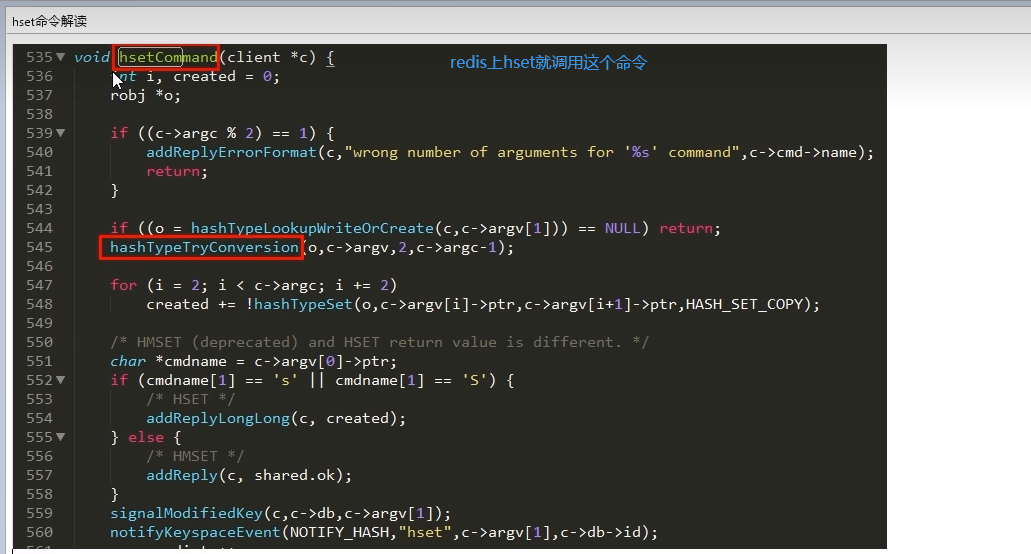 hset命令解读
535 void hsetCommand(client *c) {
redis上hset就调用这个命令
536 int i, created = 0;
537 robj *o;
538
539 if ((c->argc % 2) == 1) {
540 addReplyErrorFormat(c,"wrong number of arguments for '%s' command",c->cmd->name);
541 return;
542 }
543
544 if ((o = hashTypeLookupWriteOrCreate(c,c->argv[1])) == NULL) return;
545 hashTypeTryConversion(o,c->argv,2,c->argc-1);
546
547 for (i = 2; i < c->argc; i += 2)
548 created += !hashTypeSet(o,c->argv[i]->ptr,c->argv[i+1]->ptr,HASH_SET_COPY);
549
550 /* HMSET (deprecated) and HSET return value is different. */
551 char *cmdname = c->argv[0]->ptr;
552 if (cmdname[1] == 's' || cmdname[1] == 'S') {
553 /* HSET */
554 addReplyLongLong(c, created);
555 } else {
556 /* HMSET */
557 addReply(c, shared.ok);
558 }
559 signalModifiedKey(c,c->db,c->argv[1]);
560 notifyKeyspaceEvent(NOTIFY_HASH,"hset",c->argv[1],c->db->id);